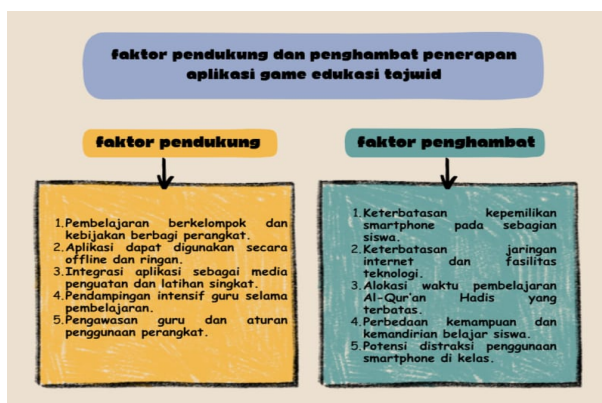 faktor pendukung dan penghambat penerapan
aplikasi game edukasi tajwid
faktor pendukung
1.Pembelajaran berkelompok dan
kebijakan berbagi perangkat.
2.Aplikasi dapat digunakan secara
offline dan ringan.
3.Integrasi aplikasi sebagai media
penguatan dan latihan singkat.
4.Pendampingan intensif guru selama
pembelajaran.
5.Pengawasan guru dan aturan
penggunaan perangkat.
faktor penghambat
1.Keterbatasan kepemilikan
smartphone pada sebagian
siswa.
2.Keterbatasan jaringan
internet dan fasilitas
teknologi.
3.Alokasi waktu pembelajaran
Al-Qur'an Hadis yang
terbatas.
4.Perbedaan kemampuan dan
kemandirian belajar siswa.
5.Potensi distraksi penggunaan
smartphone di kelas.